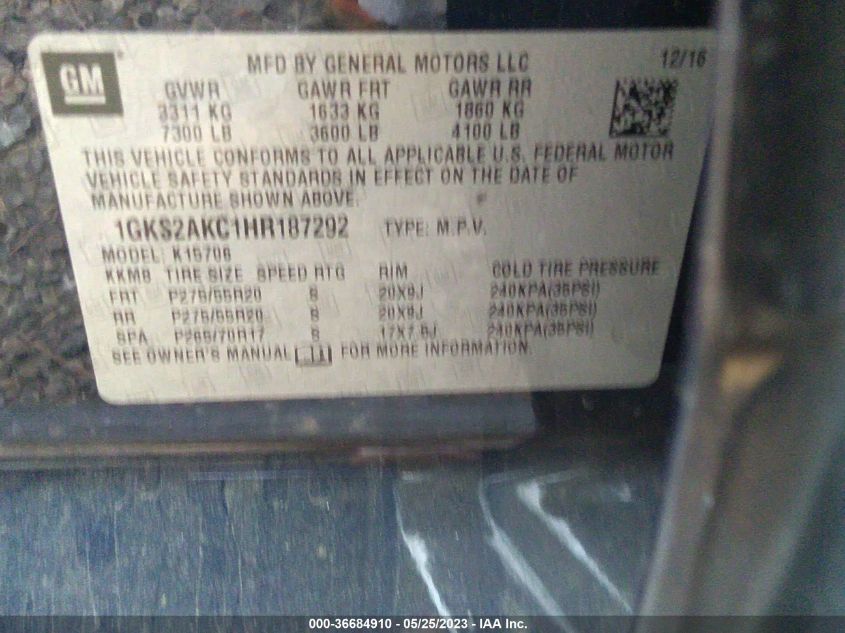 GM
MFD BY GENERAL MOTORS LLC 12/16
GVWR GAWR FRT GAWR RR
3311 KG 1633 KG 1860 KG
7300 LB 3600 LB 4100 LB
THIS VEHICLE CONFORMS TO ALL APPLICABLE U.S. FEDERAL MOTOR
VEHICLE SAFETY STANDARDS IN EFFECT ON THE DATE OF
MANUFACTURE SHOWN ABOVE.
1GKS2AKC1HR187292 TYPE: M.P.V.
MODEL: K15706
KKMB TIRE SIZE SPEED RTG RIM COLD TIRE PRESSURE
FRT P275/55R20 S 20X9J 240KPA(35PSI)
RR P275/55R20 S 20X9J 240KPA(35PSI)
SPA P265/70R17 S 17X7.5J 240KPA(35PSI)
SEE OWNER'S MANUAL FOR MORE INFORMATION.
000-36684910 - 05/25/2023 - IAA Inc.